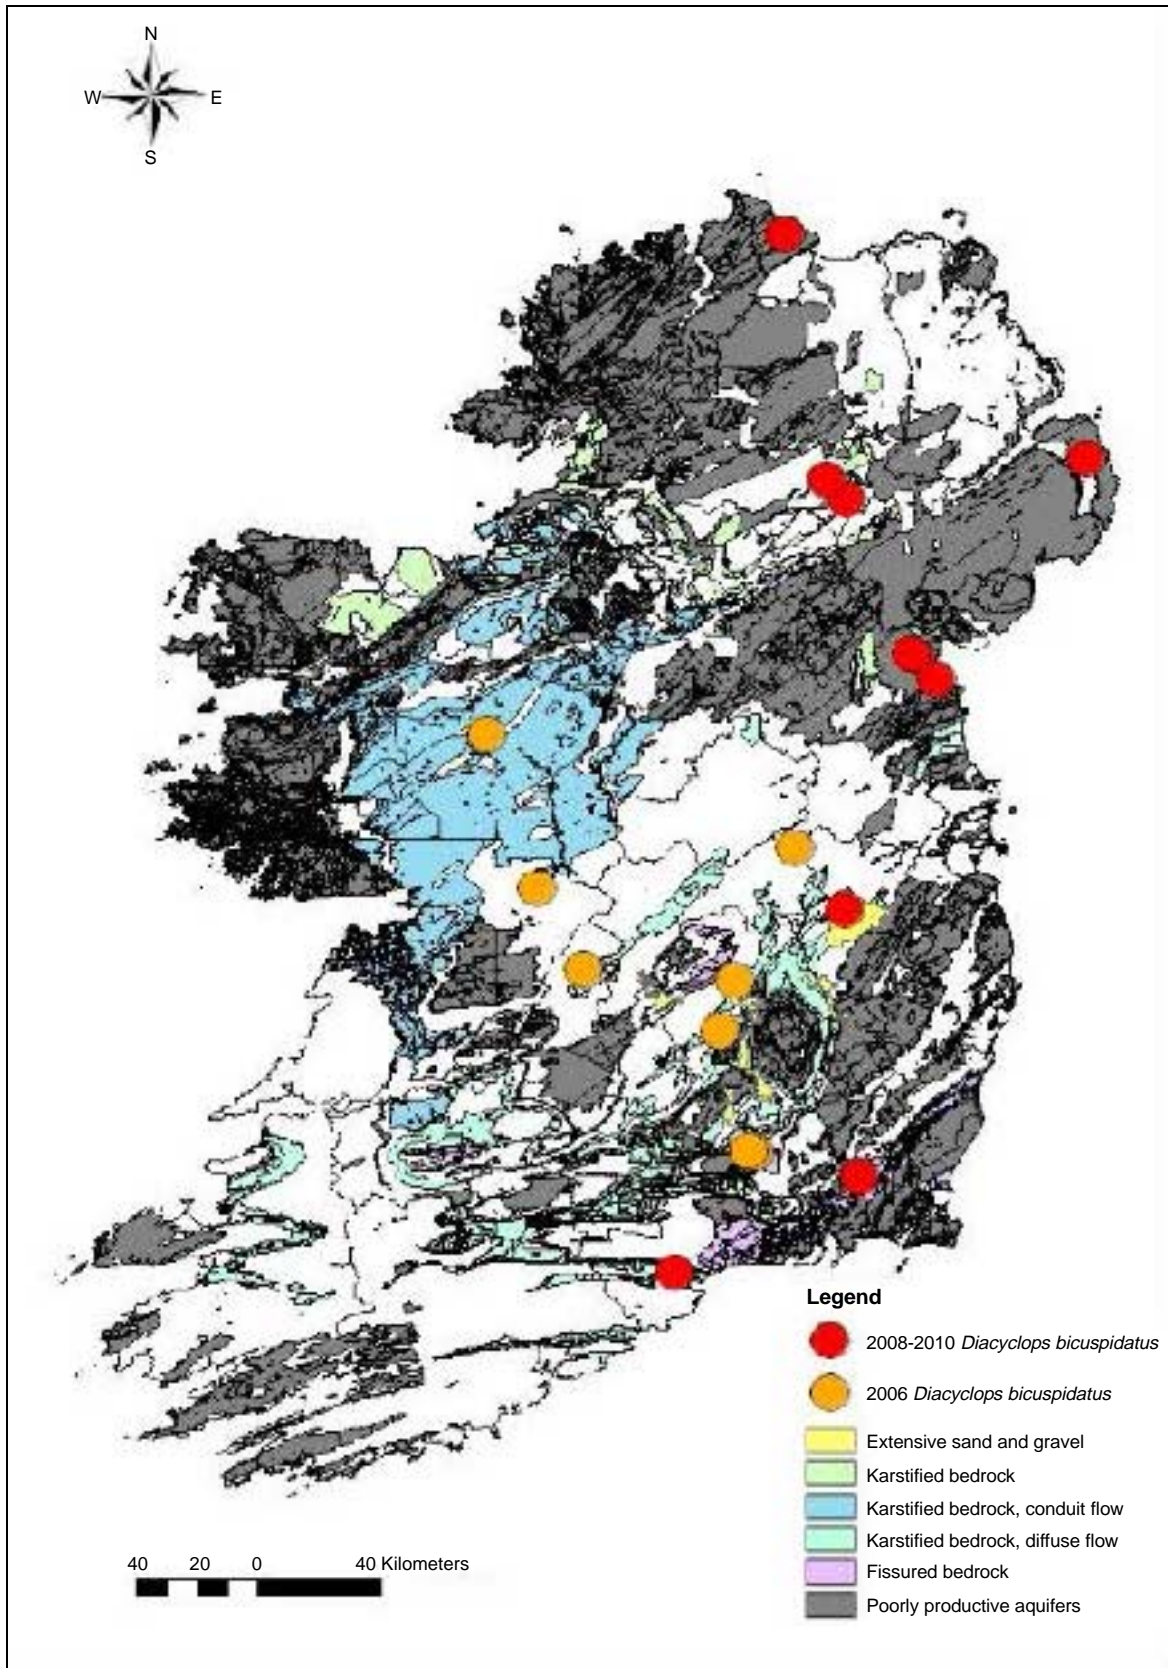 N
W E
S
Legend
2008-2010 Diacyclops bicuspidatus
2006 Diacyclops bicuspidatus
Extensive sand and gravel
Karstified bedrock
Karstified bedrock, conduit flow
Karstified bedrock, diffuse flow
Fissured bedrock
Poorly productive aquifers
40 20 0 40 Kilometers